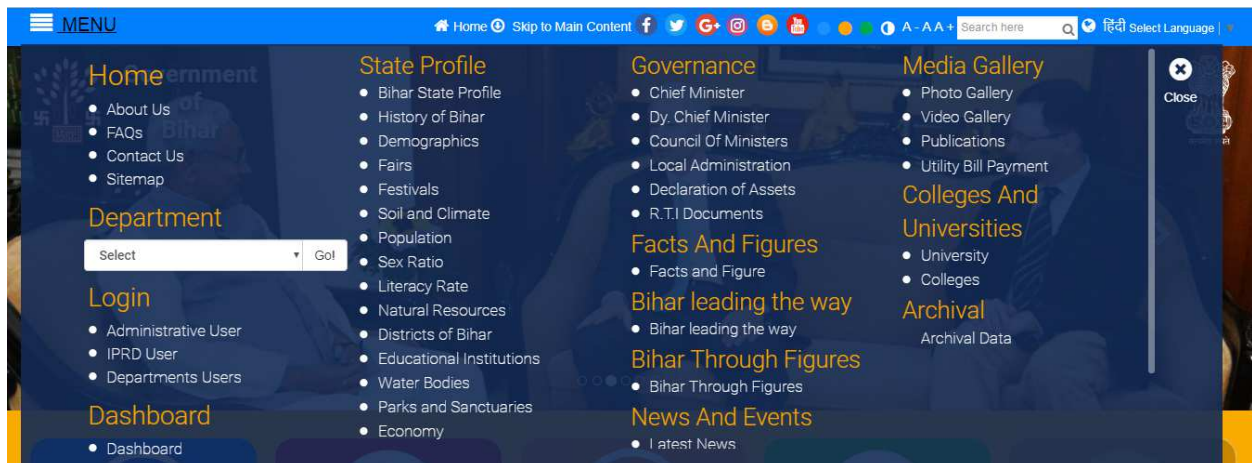 MENU
Home Skip to Main Content A - A A + Search here हिंदी Select Language
Home
About Us
FAQs
Contact Us
Sitemap
Department
Select Go!
Login
Administrative User
IPRD User
Departments Users
Dashboard
Dashboard
State Profile
Bihar State Profile
History of Bihar
Demographics
Fairs
Festivals
Soil and Climate
Population
Sex Ratio
Literacy Rate
Natural Resources
Districts of Bihar
Educational Institutions
Water Bodies
Parks and Sanctuaries
Economy
Governance
Chief Minister
Dy. Chief Minister
Council Of Ministers
Local Administration
Declaration of Assets
R.T.I Documents
Facts And Figures
Facts and Figure
Bihar leading the way
Bihar leading the way
Bihar Through Figures
Bihar Through Figures
News And Events
Latest News
Media Gallery
Photo Gallery
Video Gallery
Publications
Utility Bill Payment
Colleges And
Universities
University
Colleges
Archival
Archival Data
Close
Government
of
Bihar